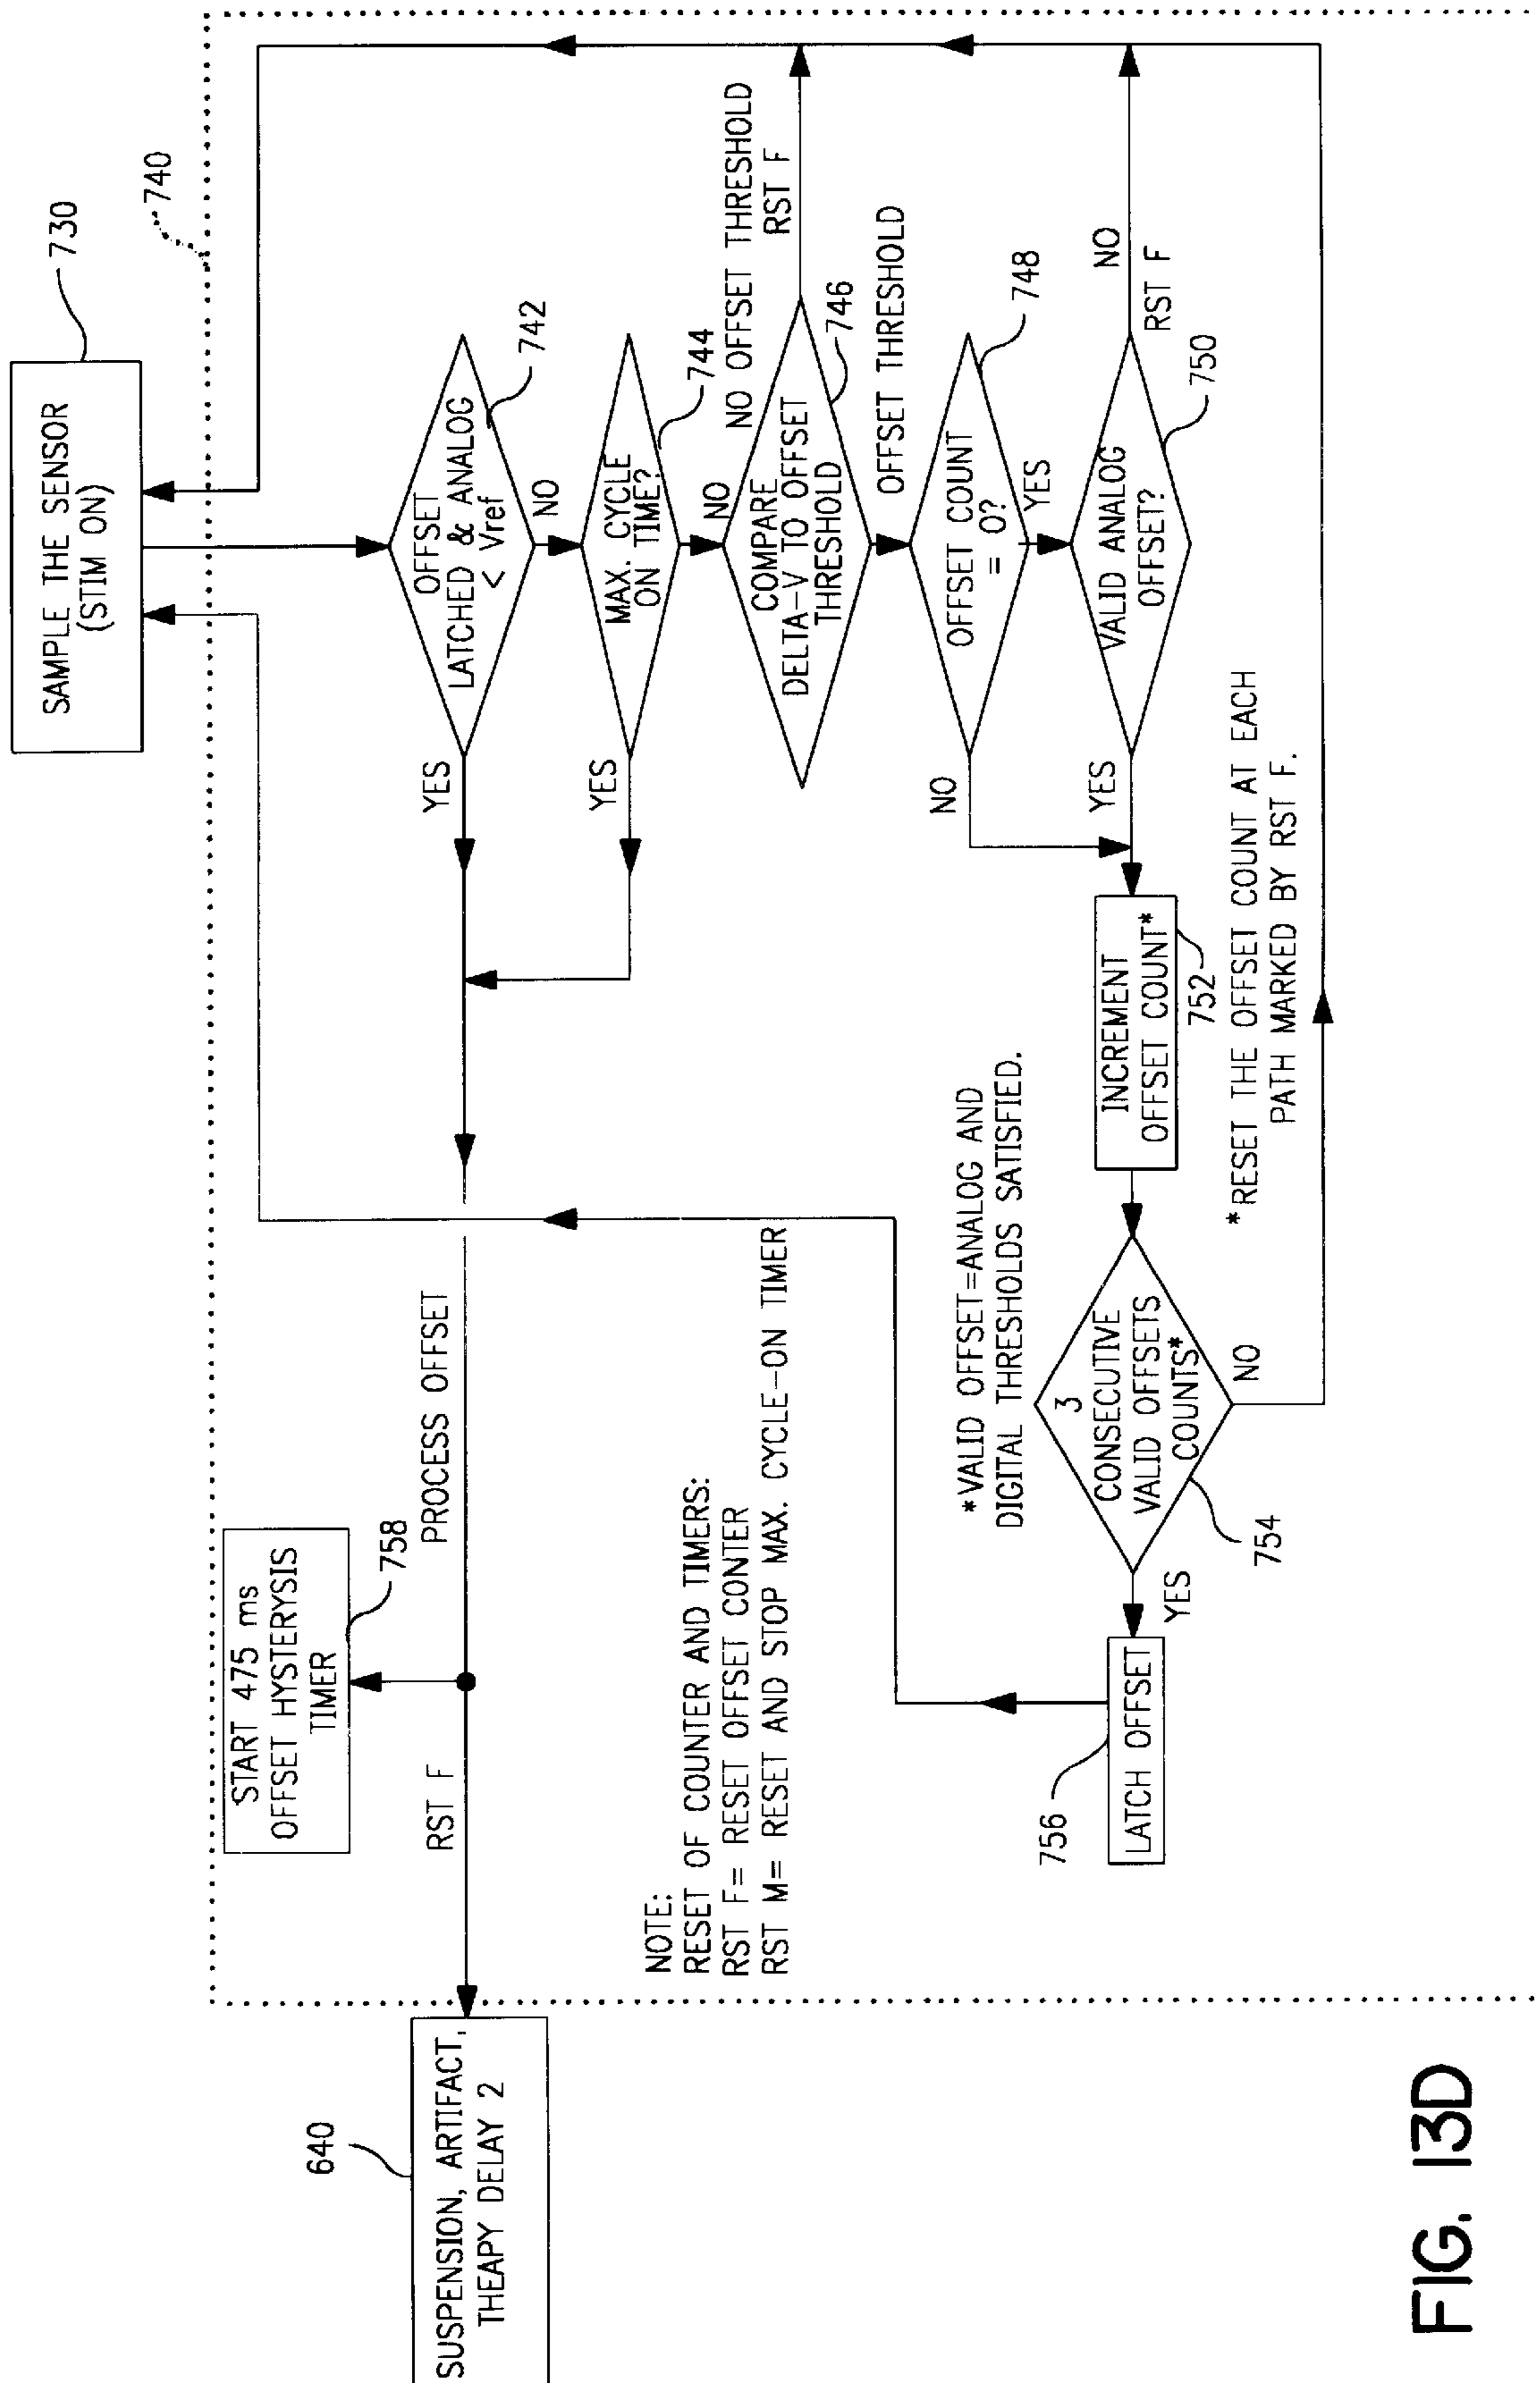 SAMPLE THE SENSOR
(STIM ON)
730
740
OFFSET
LATCHED & ANALOG
< Vref
742
YES
NO
MAX. CYCLE
ON TIME?
744
YES
NO
COMPARE
DELTA-V TO OFFSET
THRESHOLD
746
NO OFFSET THRESHOLD
RST F
OFFSET THRESHOLD
OFFSET COUNT
= 0?
748
NO
YES
VALID ANALOG
OFFSET?
750
NO
RST F
YES
INCREMENT
OFFSET COUNT*
752
*RESET THE OFFSET COUNT AT EACH
PATH MARKED BY RST F.
3
CONSECUTIVE
VALID OFFSETS
COUNTS*
754
NO
YES
*VALID OFFSET=ANALOG AND
DIGITAL THRESHOLDS SATISFIED.
LATCH OFFSET
756
PROCESS OFFSET
START 475 ms
OFFSET HYSTERYSIS
TIMER
758
RST F
NOTE:
RESET OF COUNTER AND TIMERS:
RST F= RESET OFFSET CONTER
RST M= RESET AND STOP MAX. CYCLE-ON TIMER
640
SUSPENSION, ARTIFACT,
THEAPY DELAY 2
FIG. 13D